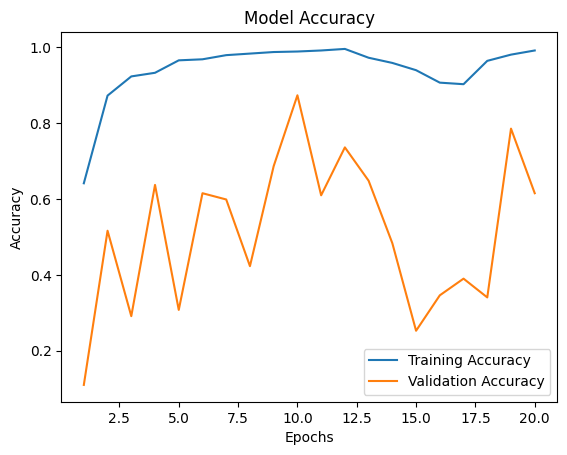 Model Accuracy
Accuracy
1.0
0.8
0.6
0.4
0.2
Training Accuracy
Validation Accuracy
2.5 5.0 7.5 10.0 12.5 15.0 17.5 20.0
Epochs